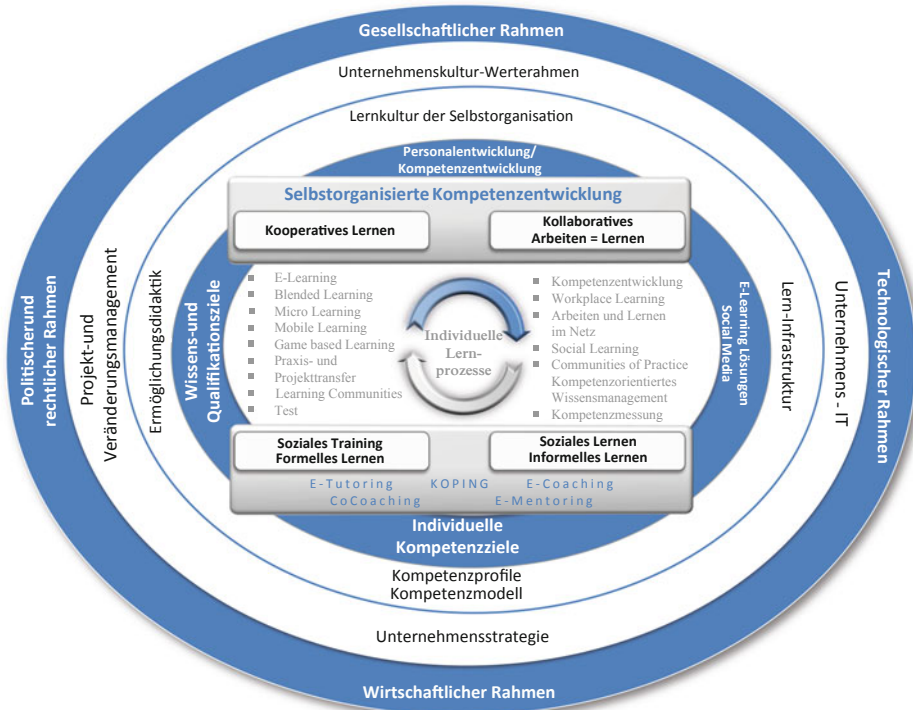 Gesellschaftlicher Rahmen
Unternehmenskultur-Werterahmen
Lernkultur der Selbstorganisation
Personalentwicklung/
Kompetenzentwicklung
Selbstorganisierte Kompetenzentwicklung
Kooperatives Lernen
Kollaboratives
Arbeiten = Lernen
Politischerund
rechtlicher Rahmen
Projekt-und
Veränderungsmanagement
Ermöglichungsdidaktik
Wissens-und
Qualifikationsziele
■ E-Learning
■ Blended Learning
■ Micro Learning
■ Mobile Learning
■ Game based Learning
■ Praxis- und
■ Projekttransfer
■ Learning Communities
■ Test
Individuelle
Lern-
prozesse
■ Kompetenzentwicklung
■ Workplace Learning
■ Arbeiten und Lernen
im Netz
■ Social Learning
■ Communities of Practice
Kompetenzorientiertes
Wissensmanagement
■ Kompetenzmessung
E-Learning Lösungen
Social Media
Lern-Infrastruktur
Unternehmens - IT
Technologischer Rahmen
Soziales Training
Formelles Lernen
Soziales Lernen
Informelles Lernen
E-Tutoring KOPING E-Coaching
CoCoaching E-Mentoring
Individuelle
Kompetenzziele
Kompetenzprofile
Kompetenzmodell
Unternehmensstrategie
Wirtschaftlicher Rahmen